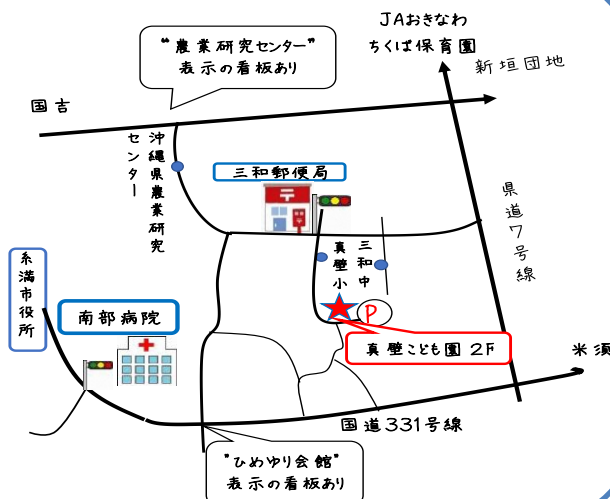 JAおきなわ
ちくば保育園
新垣団地
"農業研究センター"
表示の看板あり
国吉
沖縄県農業研究
センター
三和郵便局
〒
県道7号線
三和中
真壁小
P
糸満市役所
南部病院
真壁こども園 2F
米須
国道331号線
"ひめゆり会館"
表示の看板あり